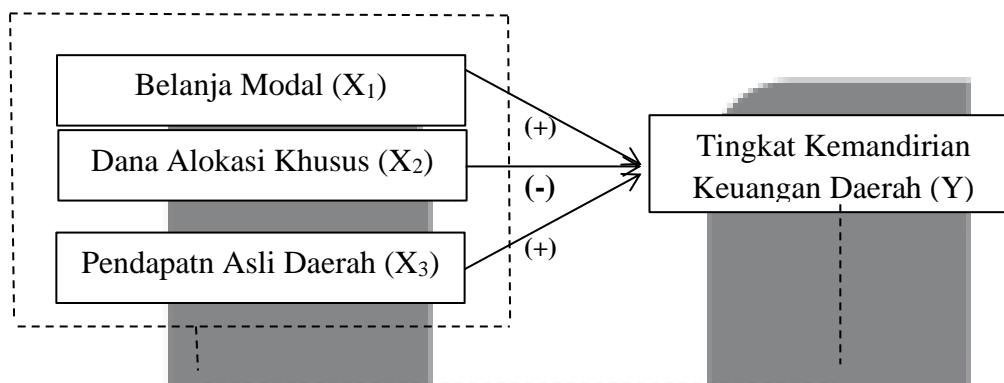 Belanja Modal (X₁)
(+)
Dana Alokasi Khusus (X₂)
(-)
Pendapatn Asli Daerah (X₃)
(+)
Tingkat Kemandirian
Keuangan Daerah (Y)